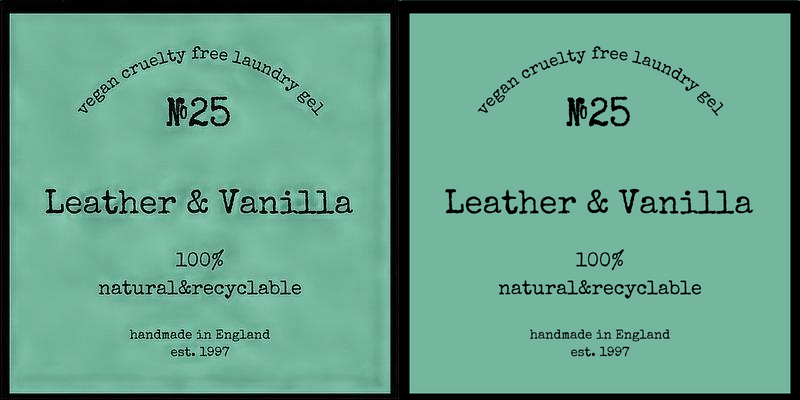 vegan cruelty free laundry gel
№25
Leather & Vanilla
100%
natural&recyclable
handmade in England
est. 1997
vegan cruelty free laundry gel
№25
Leather & Vanilla
100%
natural&recyclable
handmade in England
est. 1997